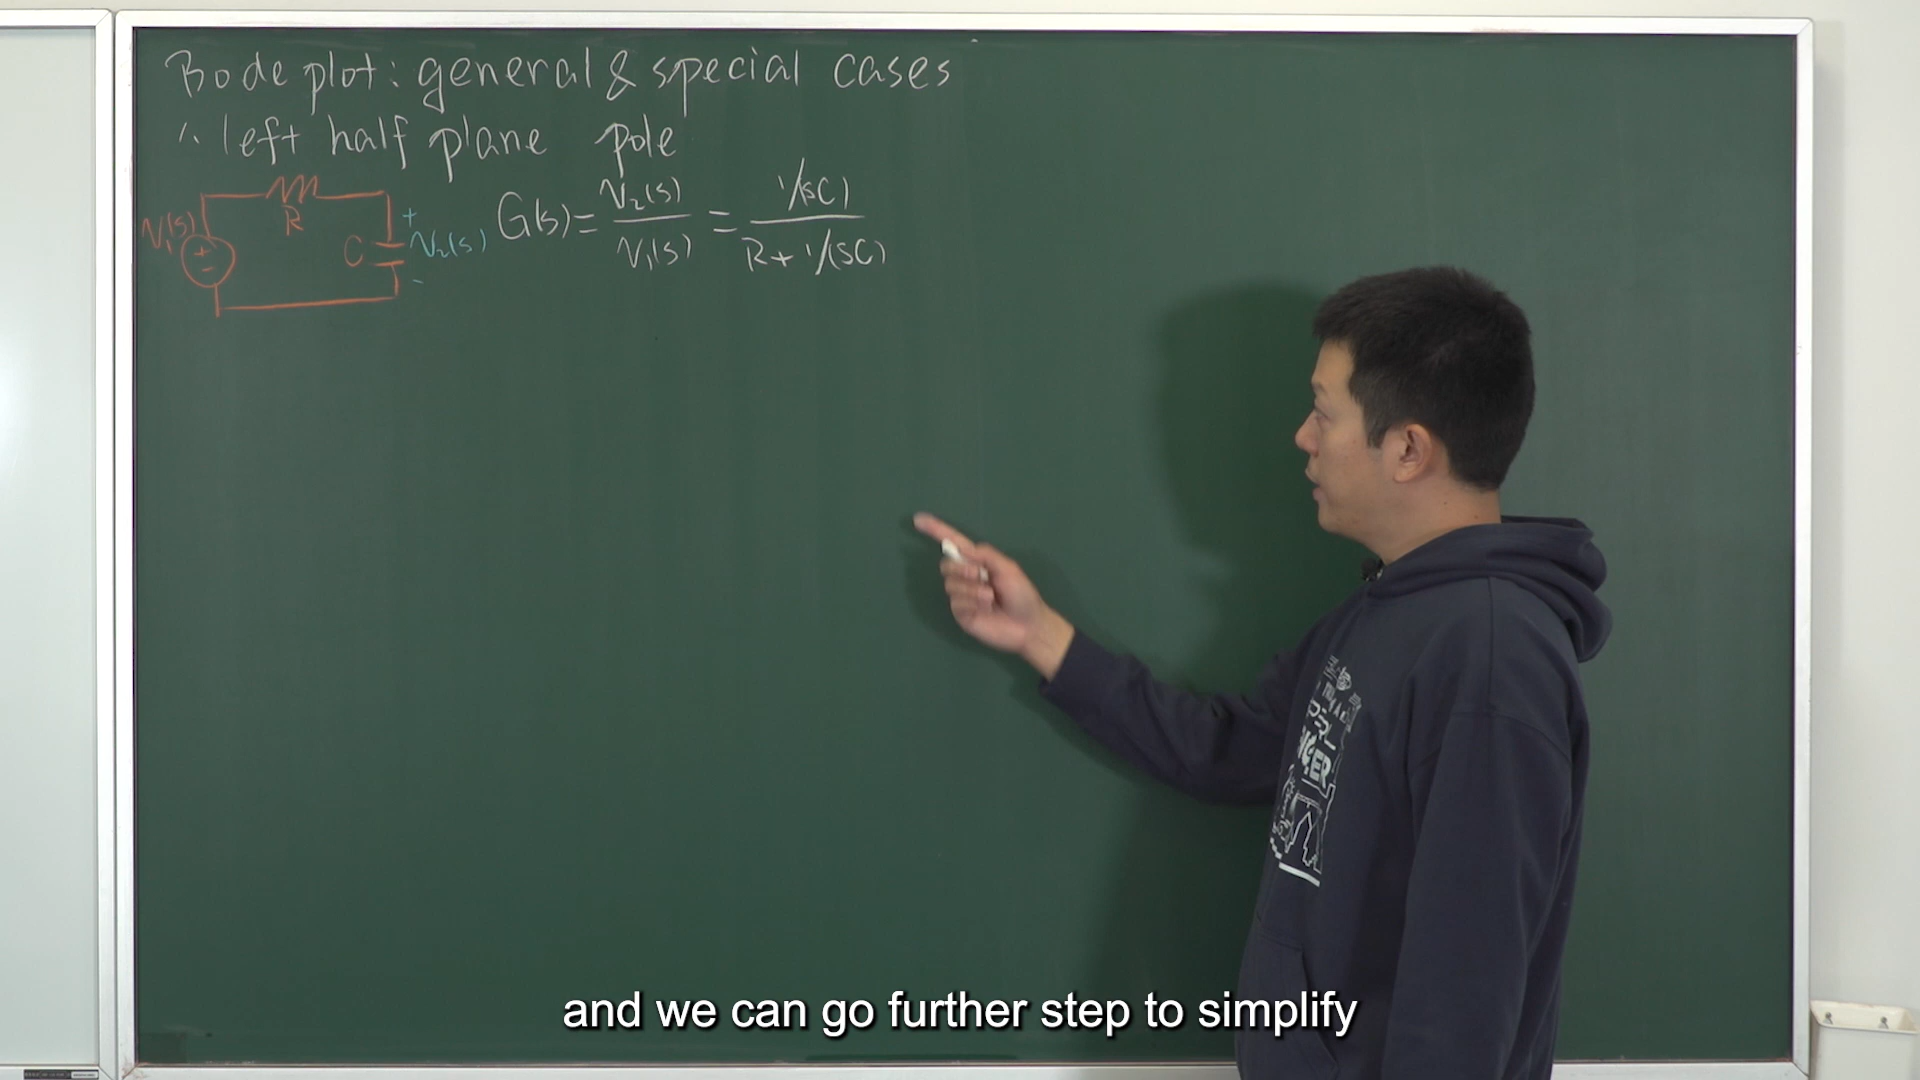 Bode plot: general & special cases
1. left half plane pole
V₁(s) + - R C + V₂(s) -
G(s) = V₂(s) / V₁(s) = 1/(sC) / R + 1/(sC)
and we can go further step to simplify